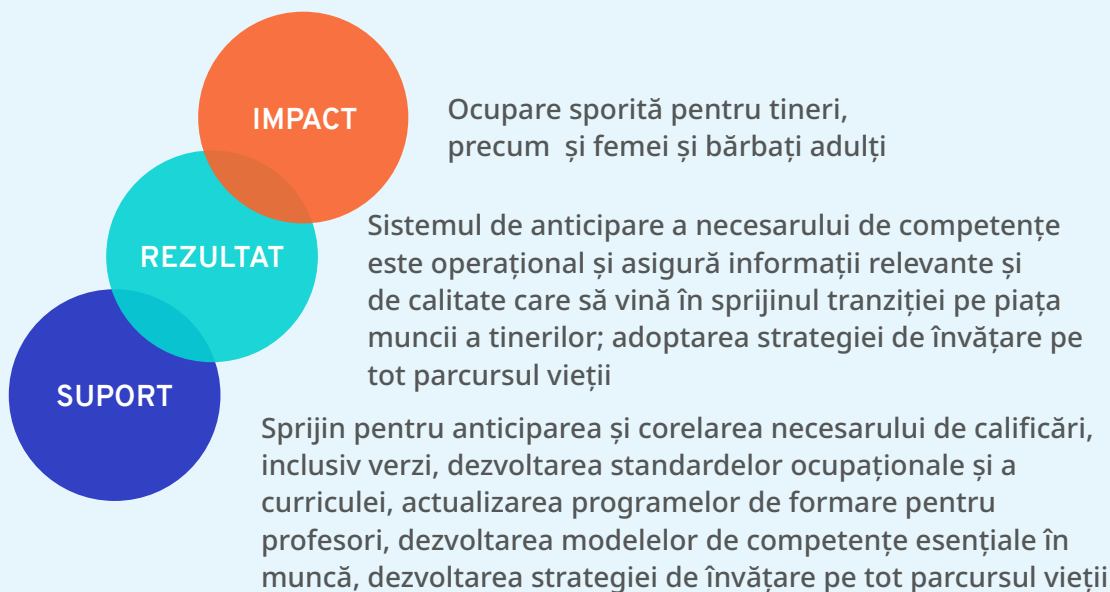 IMPACT
Ocupare sporită pentru tineri,
precum și femei și bărbați adulți
REZULTAT
Sistemul de anticipare a necesarului de competențe
este operațional și asigură informații relevante și
de calitate care să vină în sprijinul tranziției pe piața
muncii a tinerilor; adoptarea strategiei de învățare pe
tot parcursul vieții
SUPORT
Sprijin pentru anticiparea și corelarea necesarului de calificări,
inclusiv verzi, dezvoltarea standardelor ocupaționale și a
curriculei, actualizarea programelor de formare pentru
profesori, dezvoltarea modelelor de competențe esențiale în
muncă, dezvoltarea strategiei de învățare pe tot parcursul vieții